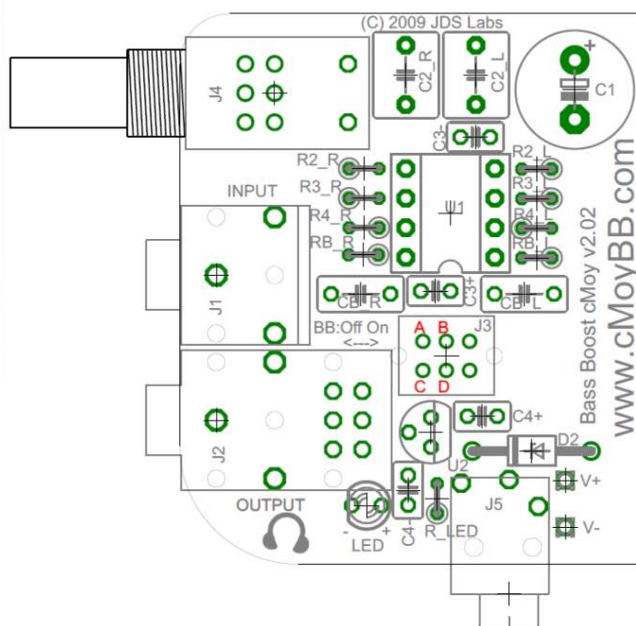 (C) 2009 JDS Labs
J4
C2_R
C2_L
+
C1
C3-
R2_R
R2_L
R3_R
R3_L
INPUT
U1
R4_R
R4_L
RB_R
RB_L
C3+
CB_R
CB_L
J1
BB:Off On
<--->
J3
A B
C D
J2
C4+
D2
U2
V+
OUTPUT
J5
- +
LED
C4-
R_LED
V-
Bass Boost cMoy v2.02
www.cMoyBB.com